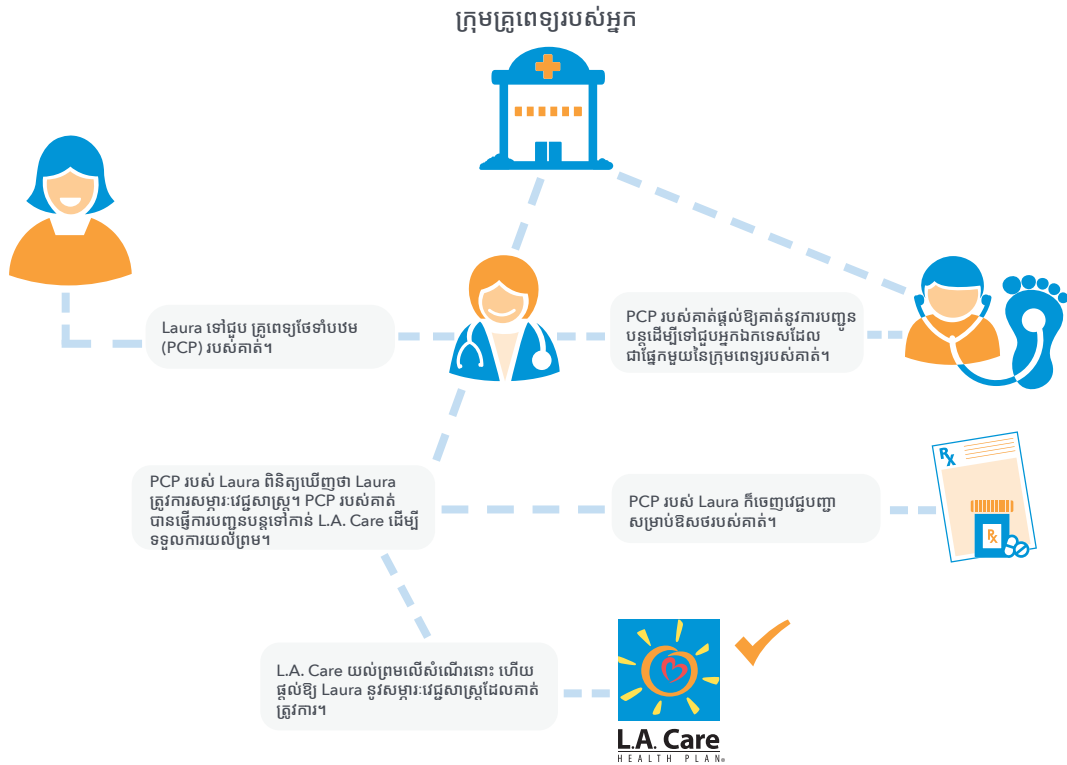 ក្រុមគ្រូពេទ្យរបស់អ្នក
Laura ទៅជួប គ្រូពេទ្យថែទាំបឋម
(PCP) របស់គាត់។
PCP របស់គាត់ផ្តល់ឱ្យគាត់នូវការបញ្ជូន
បន្តដើម្បីទៅជួបអ្នកឯកទេសដែល
ជាផ្នែកមួយនៃក្រុមពេទ្យរបស់គាត់។
PCP របស់ Laura ពិនិត្យឃើញថា Laura
ត្រូវការសម្ភារៈវេជ្ជសាស្ត្រ។ PCP របស់គាត់
បានផ្ញើការបញ្ជូនបន្តទៅកាន់ L.A. Care ដើម្បី
ទទួលការយល់ព្រម។
PCP របស់ Laura ក៏ចេញវេជ្ជបញ្ជា
សម្រាប់ឱសថរបស់គាត់។
Rx
Rx
L.A. Care យល់ព្រមលើសំណើរនោះ ហើយ
ផ្តល់ឱ្យ Laura នូវសម្ភារៈវេជ្ជសាស្ត្រដែលគាត់
ត្រូវការ។
L.A. Care
HEALTH PLAN®